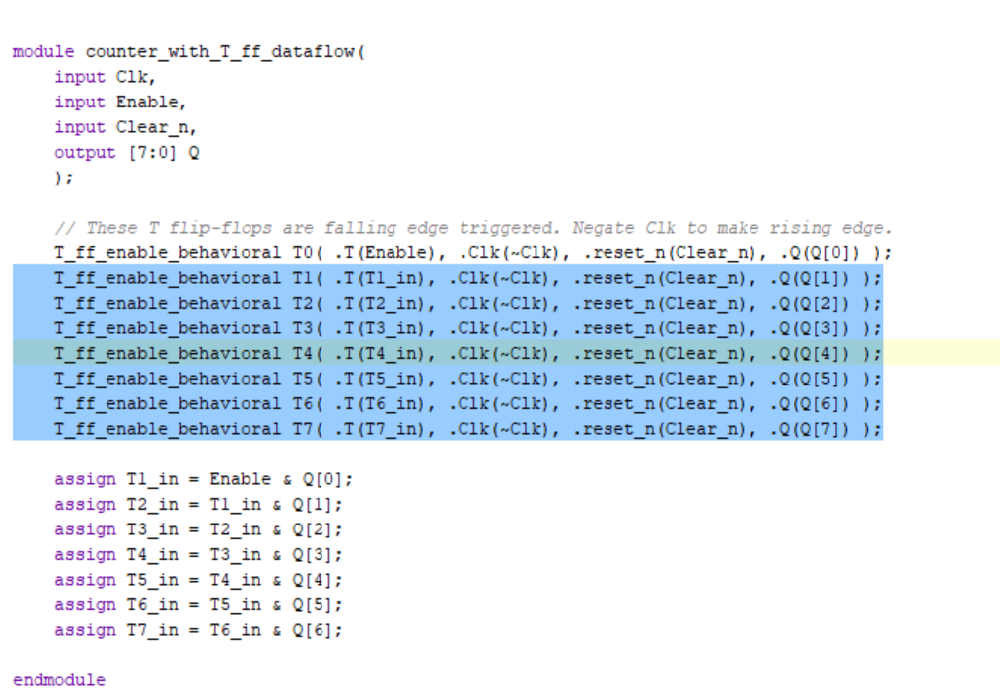 module counter_with_T_ff_dataflow(
    input Clk,
    input Enable,
    input Clear_n,
    output [7:0] Q
    );

    // These T flip-flops are falling edge triggered. Negate Clk to make rising edge.
    T_ff_enable_behavioral T0( .T(Enable), .Clk(~Clk), .reset_n(Clear_n), .Q(Q[0]) );
    T_ff_enable_behavioral T1( .T(T1_in), .Clk(~Clk), .reset_n(Clear_n), .Q(Q[1]) );
    T_ff_enable_behavioral T2( .T(T2_in), .Clk(~Clk), .reset_n(Clear_n), .Q(Q[2]) );
    T_ff_enable_behavioral T3( .T(T3_in), .Clk(~Clk), .reset_n(Clear_n), .Q(Q[3]) );
    T_ff_enable_behavioral T4( .T(T4_in), .Clk(~Clk), .reset_n(Clear_n), .Q(Q[4]) );
    T_ff_enable_behavioral T5( .T(T5_in), .Clk(~Clk), .reset_n(Clear_n), .Q(Q[5]) );
    T_ff_enable_behavioral T6( .T(T6_in), .Clk(~Clk), .reset_n(Clear_n), .Q(Q[6]) );
    T_ff_enable_behavioral T7( .T(T7_in), .Clk(~Clk), .reset_n(Clear_n), .Q(Q[7]) );

    assign T1_in = Enable & Q[0];
    assign T2_in = T1_in & Q[1];
    assign T3_in = T2_in & Q[2];
    assign T4_in = T3_in & Q[3];
    assign T5_in = T4_in & Q[4];
    assign T6_in = T5_in & Q[5];
    assign T7_in = T6_in & Q[6];

endmodule